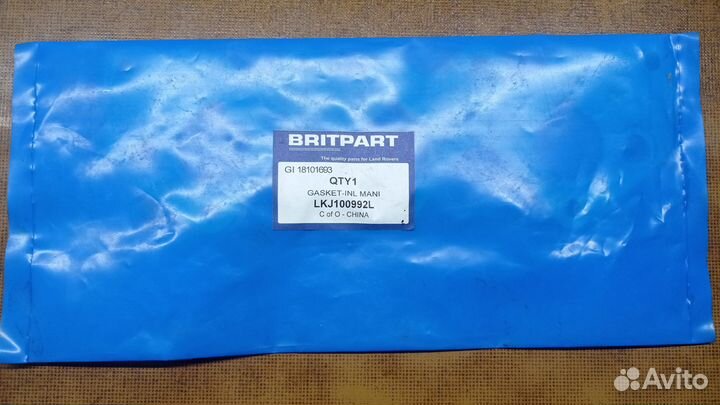 BRITPART
The quality parts for Land Rovers
GI 18101693
QTY1
GASKET-INL MANI
LKJ100992L
C of O - CHINA
Avito